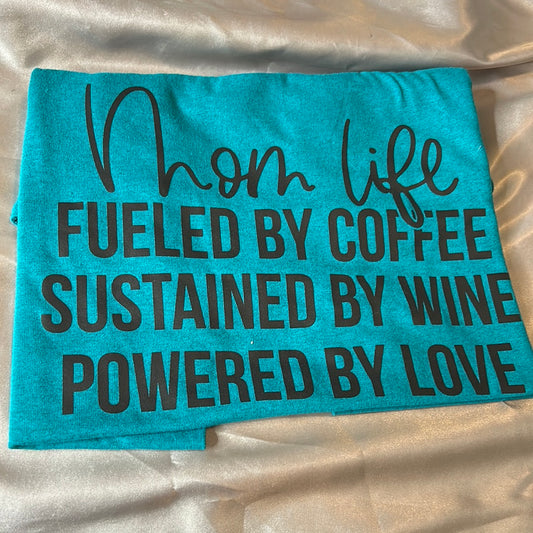 Mom life
FUELED BY COFFEE
SUSTAINED BY WINE
POWERED BY LOVE